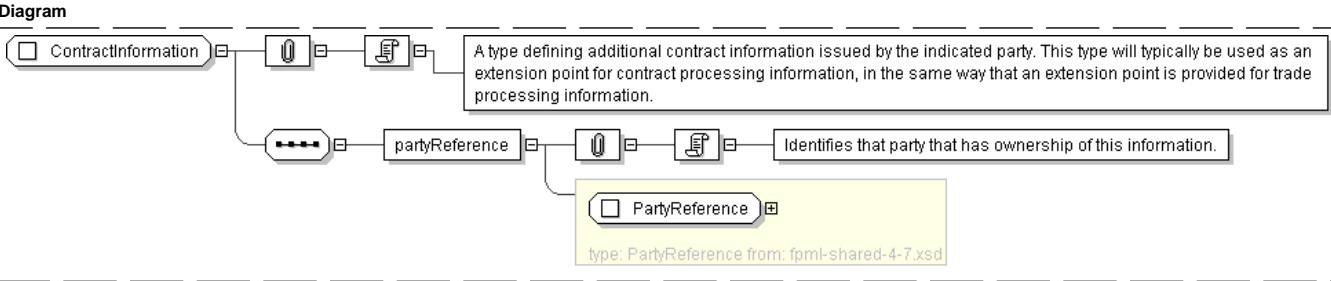 Diagram
ContractInformation
A type defining additional contract information issued by the indicated party. This type will typically be used as an
extension point for contract processing information, in the same way that an extension point is provided for trade
processing information.
partyReference
Identifies that party that has ownership of this information.
PartyReference
type: PartyReference from: fpml-shared-4-7.xsd